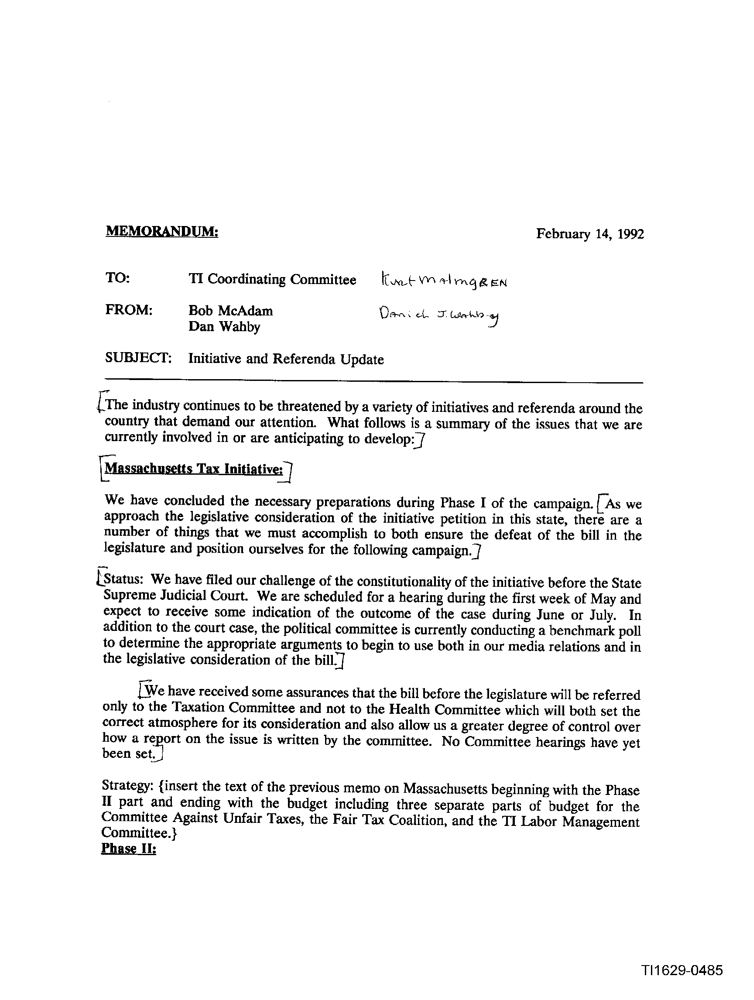 MEMORANDUM: February 14, 1992
TO: TI Coordinating Committee Kurt Malmgren
FROM: Bob McAdam Daniel J. Wahby
Dan Wahby
SUBJECT: Initiative and Referenda Update
[The industry continues to be threatened by a variety of initiatives and referenda around the
country that demand our attention. What follows is a summary of the issues that we are
currently involved in or are anticipating to develop:]
[Massachusetts Tax Initiative:]
We have concluded the necessary preparations during Phase I of the campaign. [As we
approach the legislative consideration of the initiative petition in this state, there are a
number of things that we must accomplish to both ensure the defeat of the bill in the
legislature and position ourselves for the following campaign.]
[Status: We have filed our challenge of the constitutionality of the initiative before the State
Supreme Judicial Court. We are scheduled for a hearing during the first week of May and
expect to receive some indication of the outcome of the case during June or July. In
addition to the court case, the political committee is currently conducting a benchmark poll
to determine the appropriate arguments to begin to use both in our media relations and in
the legislative consideration of the bill.]
[We have received some assurances that the bill before the legislature will be referred
only to the Taxation Committee and not to the Health Committee which will both set the
correct atmosphere for its consideration and also allow us a greater degree of control over
how a report on the issue is written by the committee. No Committee hearings have yet
been set.]
Strategy: {insert the text of the previous memo on Massachusetts beginning with the Phase
II part and ending with the budget including three separate parts of budget for the
Committee Against Unfair Taxes, the Fair Tax Coalition, and the TI Labor Management
Committee.}
Phase II:
TI1629-0485